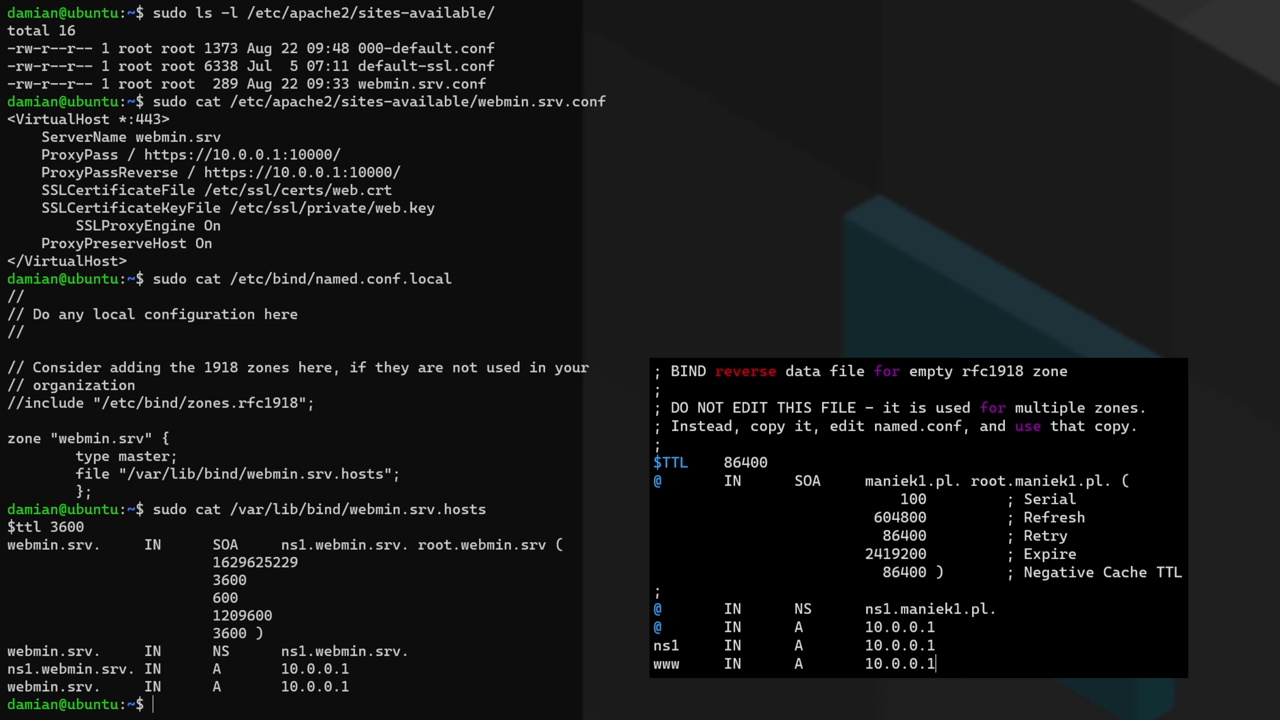 damian@ubuntu:~$ sudo ls -l /etc/apache2/sites-available/
total 16
-rw-r--r-- 1 root root 1373 Aug 22 09:48 000-default.conf
-rw-r--r-- 1 root root 6338 Jul  5 07:11 default-ssl.conf
-rw-r--r-- 1 root root  289 Aug 22 09:33 webmin.srv.conf
damian@ubuntu:~$ sudo cat /etc/apache2/sites-available/webmin.srv.conf
<VirtualHost *:443>
    ServerName webmin.srv
    ProxyPass / https://10.0.0.1:10000/
    ProxyPassReverse / https://10.0.0.1:10000/
    SSLCertificateFile /etc/ssl/certs/web.crt
    SSLCertificateKeyFile /etc/ssl/private/web.key
        SSLProxyEngine On
    ProxyPreserveHost On
</VirtualHost>
damian@ubuntu:~$ sudo cat /etc/bind/named.conf.local
//
// Do any local configuration here
//

// Consider adding the 1918 zones here, if they are not used in your
// organization
//include "/etc/bind/zones.rfc1918";

zone "webmin.srv" {
        type master;
        file "/var/lib/bind/webmin.srv.hosts";
        };
damian@ubuntu:~$ sudo cat /var/lib/bind/webmin.srv.hosts
$ttl 3600
webmin.srv.     IN      SOA     ns1.webmin.srv. root.webmin.srv (
                        1629625229
                        3600
                        600
                        1209600
                        3600 )
webmin.srv.     IN      NS      ns1.webmin.srv.
ns1.webmin.srv. IN      A       10.0.0.1
webmin.srv.     IN      A       10.0.0.1
damian@ubuntu:~$
; BIND reverse data file for empty rfc1918 zone
;
; DO NOT EDIT THIS FILE - it is used for multiple zones.
; Instead, copy it, edit named.conf, and use that copy.
;
$TTL    86400
@       IN      SOA     maniek1.pl. root.maniek1.pl. (
                            100         ; Serial
                         604800         ; Refresh
                          86400         ; Retry
                        2419200         ; Expire
                          86400 )       ; Negative Cache TTL
;
@       IN      NS      ns1.maniek1.pl.
@       IN      A       10.0.0.1
ns1     IN      A       10.0.0.1
www     IN      A       10.0.0.1